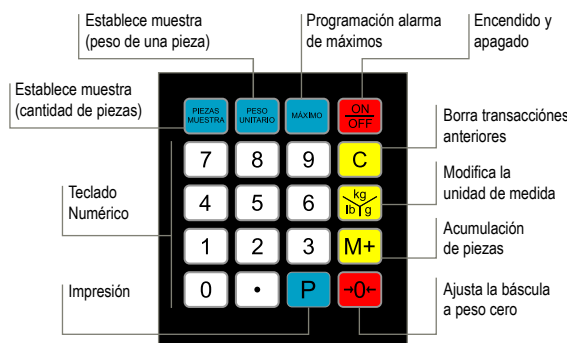 Establece muestra
(peso de una pieza)
Programación alarma
de máximos
Encendido y
apagado
Establece muestra
(cantidad de piezas)
PIEZAS
MUESTRA
PESO
UNITARIO
MÁXIMO
ON
OFF
Borra transacciónes
anteriores
7 8 9 C
Modifica la
unidad de medida
Teclado
Numérico
4 5 6 kg
lb g
Acumulación
de piezas
1 2 3 M+
Impresión
0 • P →0←
Ajusta la báscula
a peso cero